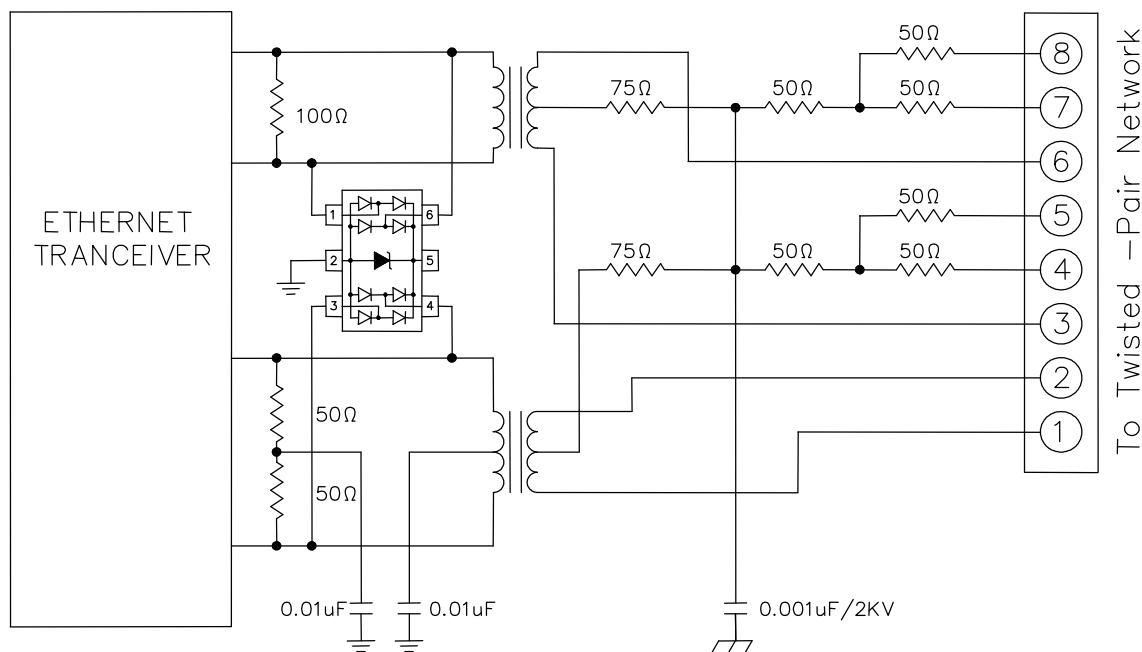 ETHERNET
TRANCEIVER
100Ω
1
6
2
5
3
4
50Ω
50Ω
0.01uF
0.01uF
75Ω
50Ω
50Ω
50Ω
75Ω
50Ω
50Ω
50Ω
0.001uF/2KV
8
7
6
5
4
3
2
1
To Twisted -Pair Network